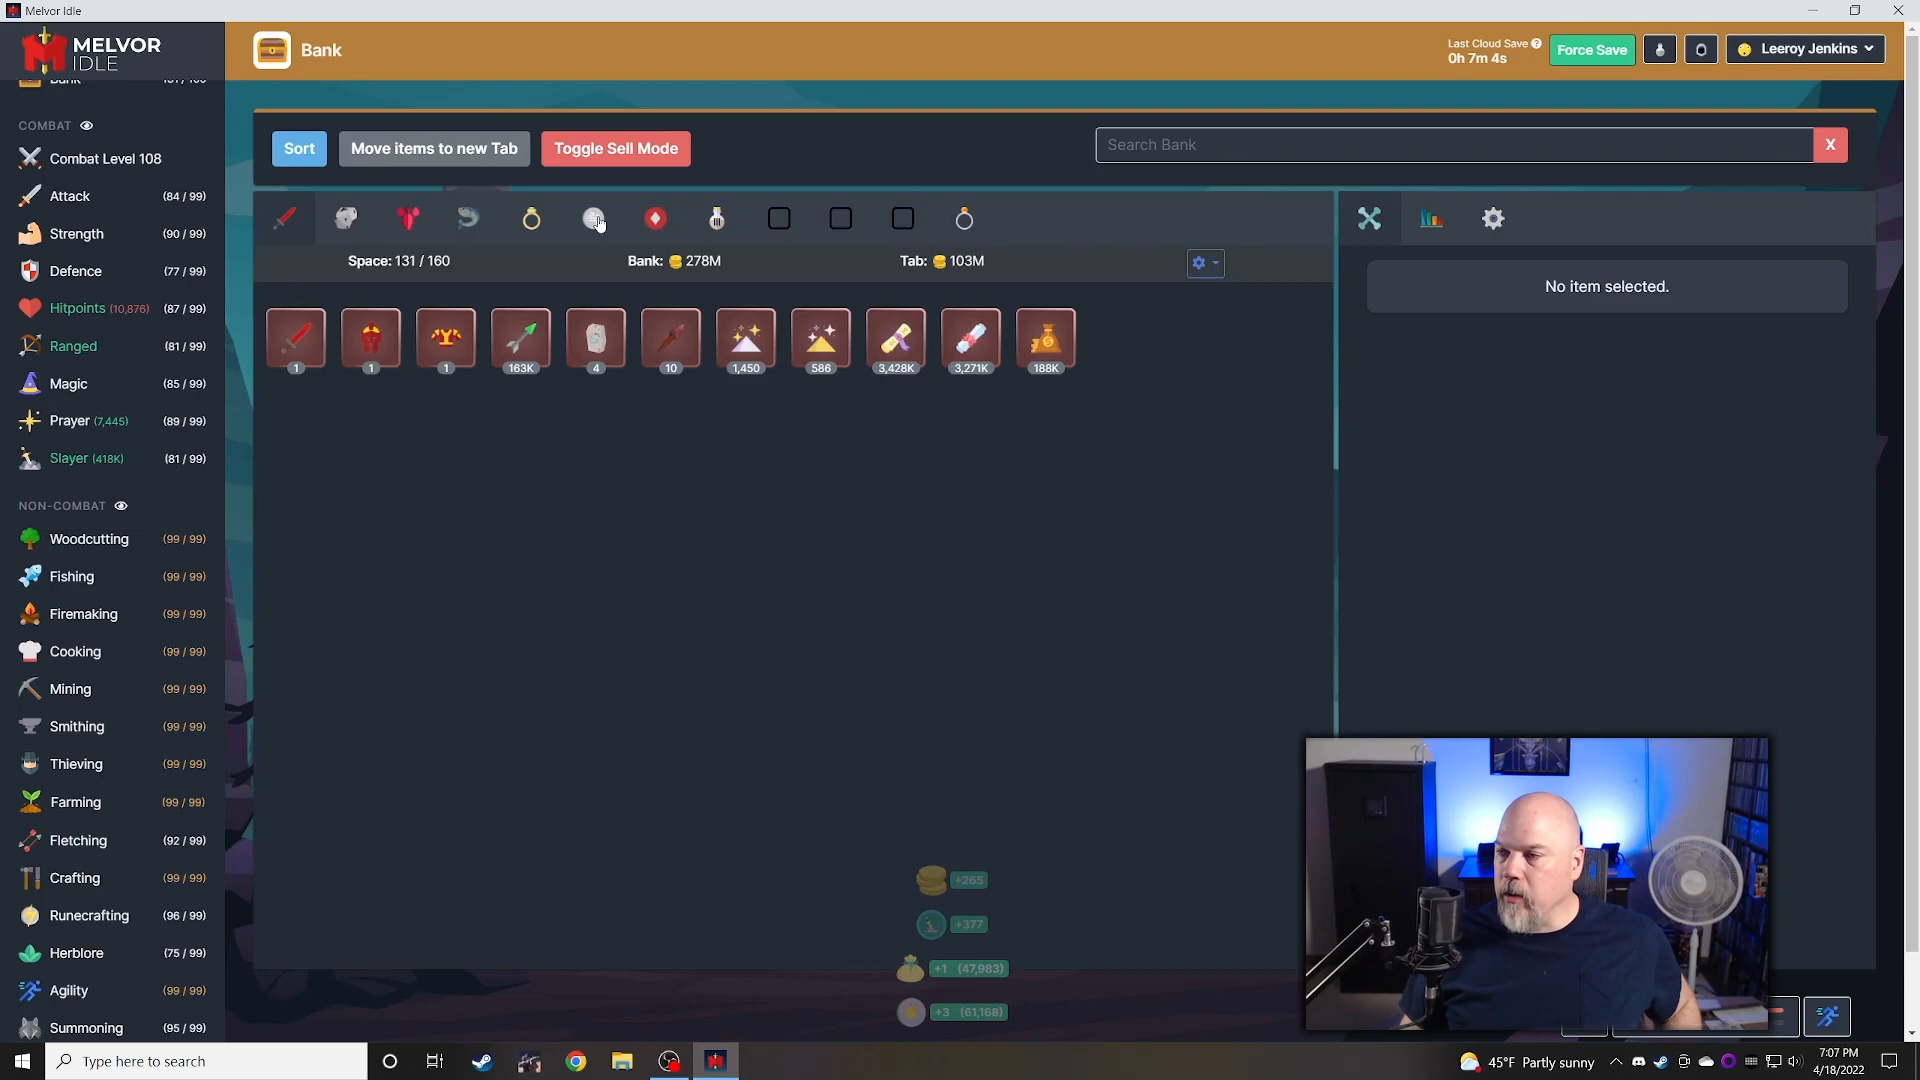 Melvor Idle
MELVOR
IDLE
Bank
Last Cloud Save
0h 7m 4s
Force Save
Leeroy Jenkins
COMBAT
Combat Level 108
Attack (84 / 99)
Strength (90 / 99)
Defence (77 / 99)
Hitpoints (10,876) (87 / 99)
Ranged (81 / 99)
Magic (85 / 99)
Prayer (7,445) (89 / 99)
Slayer (418K) (81 / 99)
NON-COMBAT
Woodcutting (99 / 99)
Fishing (99 / 99)
Firemaking (99 / 99)
Cooking (99 / 99)
Mining (99 / 99)
Smithing (99 / 99)
Thieving (99 / 99)
Farming (99 / 99)
Fletching (92 / 99)
Crafting (99 / 99)
Runecrafting (96 / 99)
Herblore (75 / 99)
Agility (99 / 99)
Summoning (95 / 99)
Sort Move items to new Tab Toggle Sell Mode
Search Bank X
Space: 131 / 160 Bank: 278M Tab: 103M
1 1 1 163K 4 10 1,450 586 3,428K 3,271K 188K
No item selected.
+265
+377
+1 (47,983)
+3 (61,168)
Type here to search
45°F Partly sunny
7:07 PM
4/18/2022